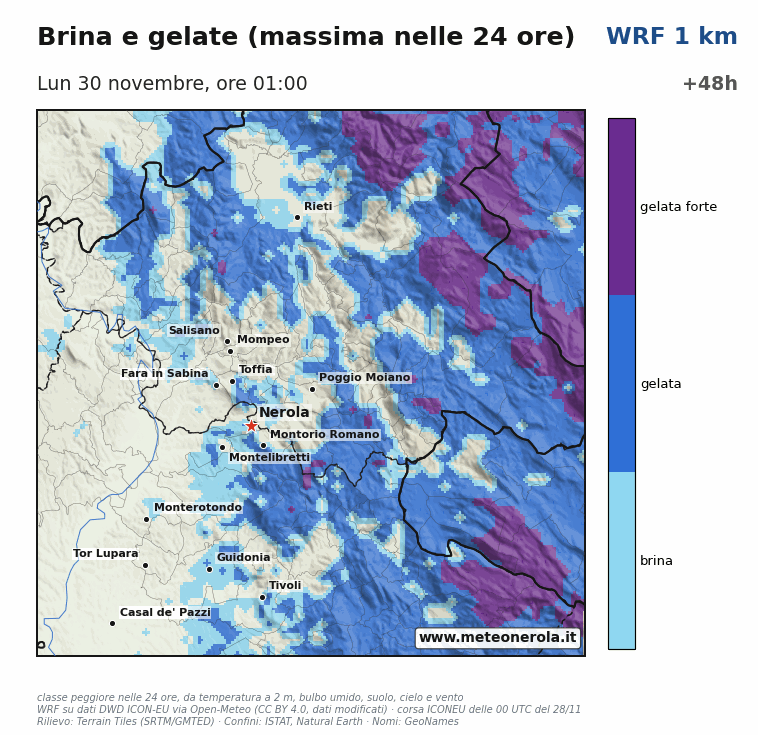 Brina e gelate (massima nelle 24 ore) WRF 1 km
Lun 30 novembre, ore 01:00 +48h
gelata forte
Rieti
Salisano
Mompeo
Toffia
Fara in Sabina
Poggio Moiano
gelata
Nerola
Montorio Romano
Montelibretti
Monterotondo
Tor Lupara
Guidonia
brina
Tivoli
Casal de' Pazzi
www.meteonerola.it
classe peggiore nelle 24 ore, da temperatura a 2 m, bulbo umido, suolo, cielo e vento
WRF su dati DWD ICON-EU via Open-Meteo (CC BY 4.0, dati modificati) · corsa ICONEU delle 00 UTC del 28/11
Rilievo: Terrain Tiles (SRTM/GMTED) · Confini: ISTAT, Natural Earth · Nomi: GeoNames